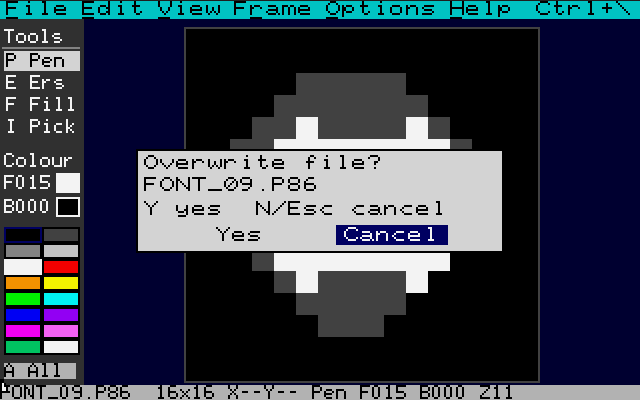 File Edit View Frame Options Help Ctrl+\
Tools
P Pen
E Ers
F Fill
I Pick
Colour
F015
B000
A All
Overwrite file?
FONT_09.P86
Y yes N/Esc cancel
Yes Cancel
FONT_09.P86 16x16 X--Y-- Pen F015 B000 Z11